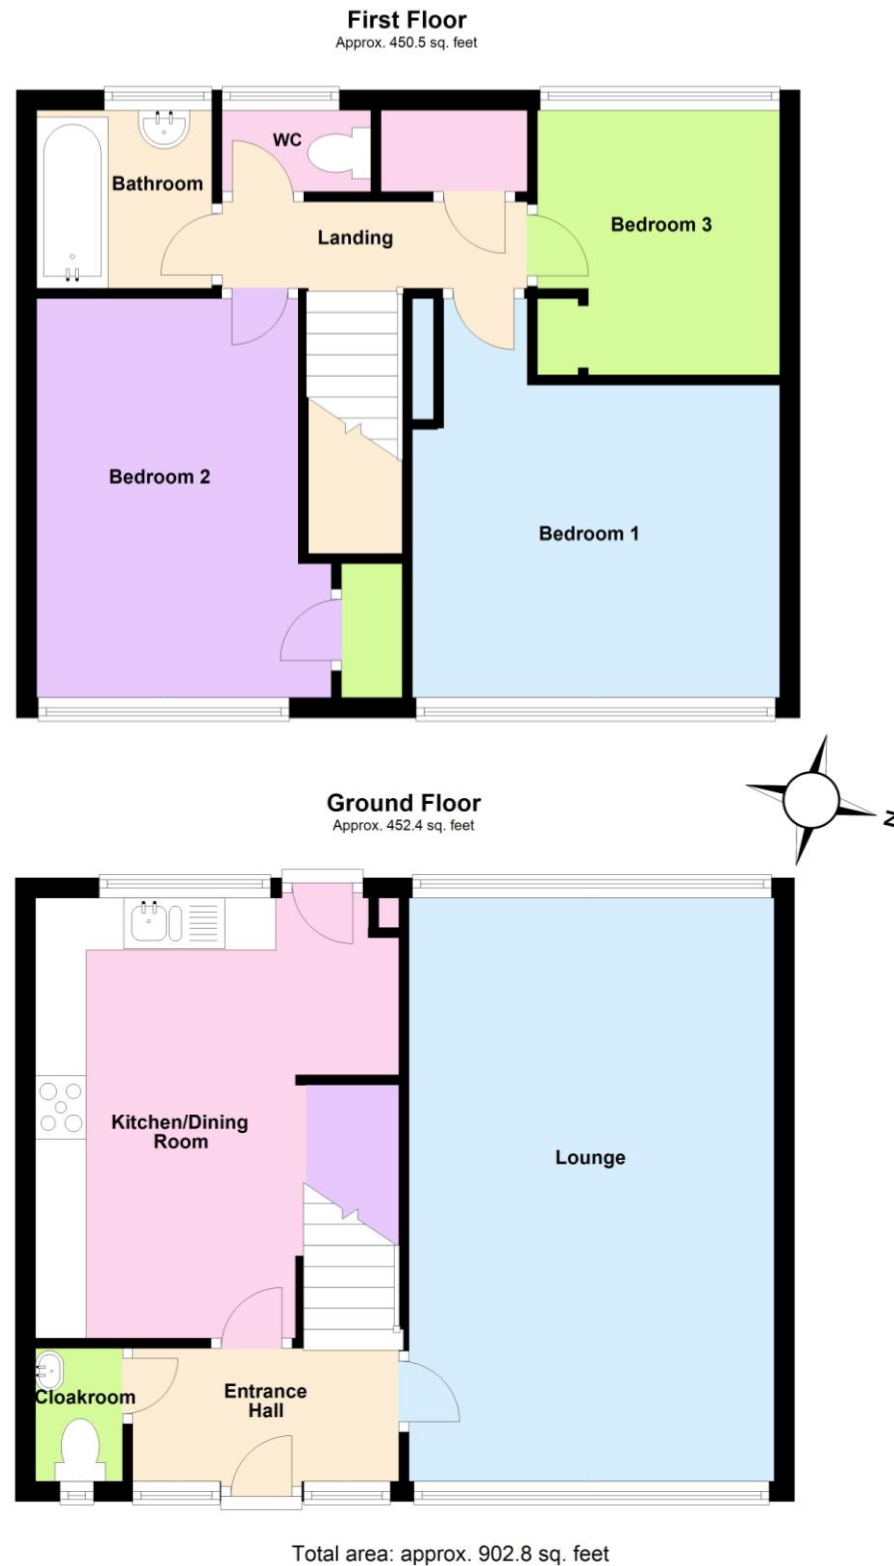 First Floor
Approx. 450.5 sq. feet
WC
Bathroom
Landing
Bedroom 3
Bedroom 2
Bedroom 1
Ground Floor
Approx. 452.4 sq. feet
N
Kitchen/Dining
Room
Lounge
Cloakroom
Entrance
Hall
Total area: approx. 902.8 sq. feet